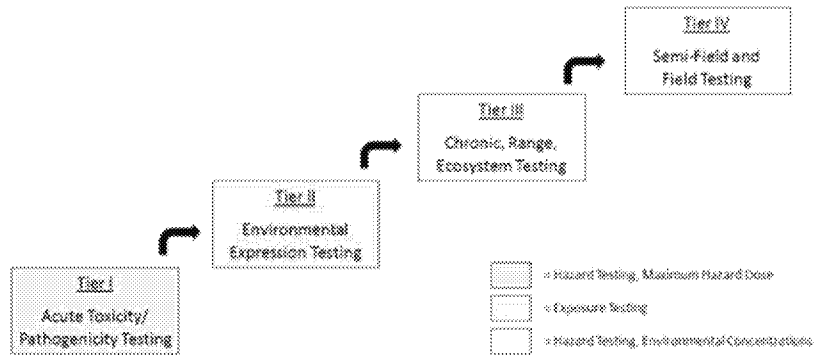 Tier IV
Semi-Field and
Field Testing
Tier III
Chronic, Range,
Ecosystem Testing
Tier II
Environmental
Expression Testing
Tier I
Acute Toxicity/
Pathogenicity Testing
= Hazard Testing, Maximum Hazard Dose
= Exposure Testing
= Hazard Testing, Environmental Concentrations